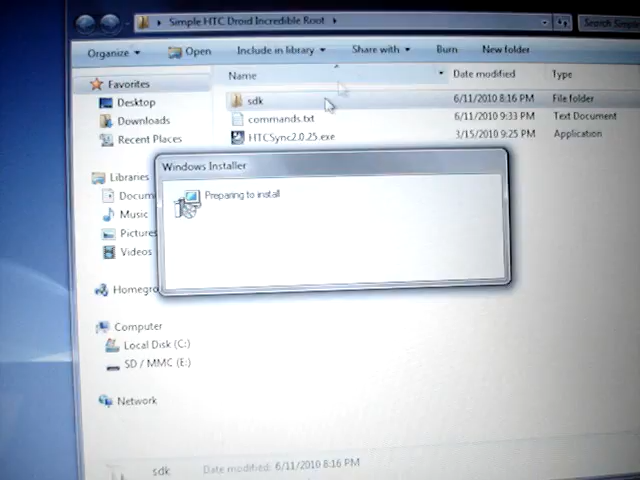 Simple HTC Droid Incredible Root
Organize Open Include in library Share with Burn New folder
Name Date modified Type
Favorites
Desktop
Downloads
Recent Places
sdk 6/11/2010 8:16 PM File folder
commands.txt 6/11/2010 9:33 PM Text Document
HTCSync2.0.25.exe 3/15/2010 9:25 PM Application
Windows Installer
Preparing to install
Libraries
Docum
Music
Pictures
Videos
Homegro
Computer
Local Disk (C:)
SD / MMC (E:)
Network
sdk Date modified: 6/11/2010 8:16 PM